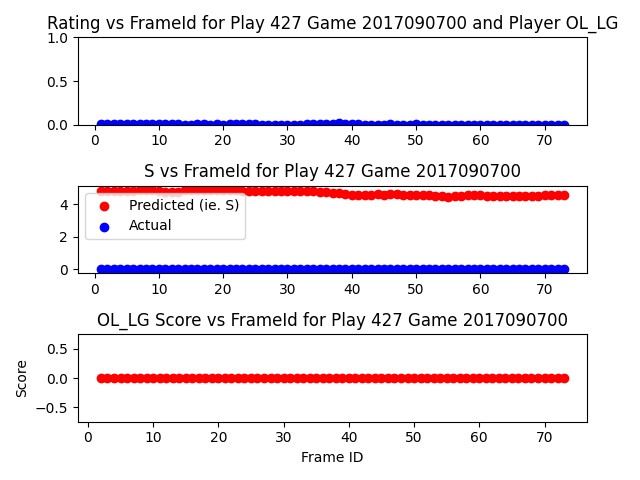 Rating vs FrameId for Play 427 Game 2017090700 and Player OL_LG
1.0
0.5
0.0
0 10 20 30 40 50 60 70
S vs FrameId for Play 427 Game 2017090700
4
2
0
Predicted (ie. S)
Actual
0 10 20 30 40 50 60 70
OL_LG Score vs FrameId for Play 427 Game 2017090700
Score
0.5
0.0
−0.5
0 10 20 30 40 50 60 70
Frame ID